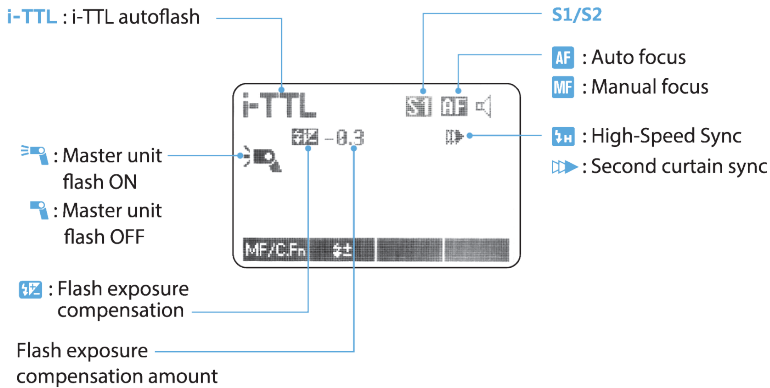 i-TTL : i-TTL autoflash
S1/S2
AF : Auto focus
MF : Manual focus
i-TTL
S1 AF
-0.3
H : High-Speed Sync
: Second curtain sync
: Master unit
flash ON
: Master unit
flash OFF
MF/C.Fn ±
: Flash exposure
compensation
Flash exposure
compensation amount